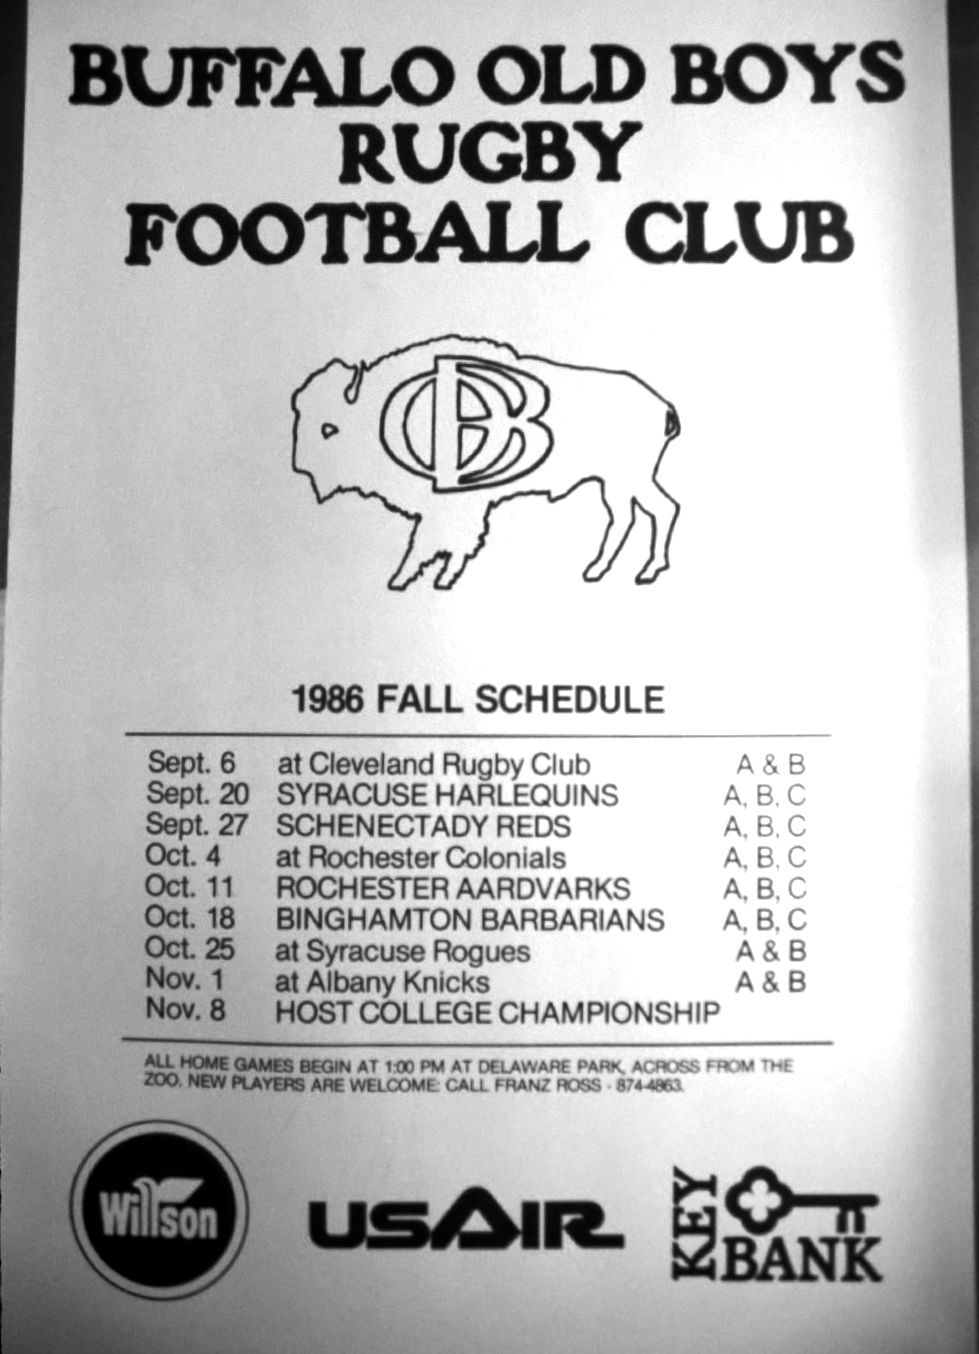 BUFFALO OLD BOYS
RUGBY
FOOTBALL CLUB
OB
1986 FALL SCHEDULE
Sept. 6 at Cleveland Rugby Club A & B
Sept. 20 SYRACUSE HARLEQUINS A, B, C
Sept. 27 SCHENECTADY REDS A, B, C
Oct. 4 at Rochester Colonials A, B, C
Oct. 11 ROCHESTER AARDVARKS A, B, C
Oct. 18 BINGHAMTON BARBARIANS A, B, C
Oct. 25 at Syracuse Rogues A & B
Nov. 1 at Albany Knicks A & B
Nov. 8 HOST COLLEGE CHAMPIONSHIP
ALL HOME GAMES BEGIN AT 1:00 PM AT DELAWARE PARK, ACROSS FROM THE
ZOO. NEW PLAYERS ARE WELCOME: CALL FRANZ ROSS - 874-4863.
Willson
USAIR
KEY
BANK